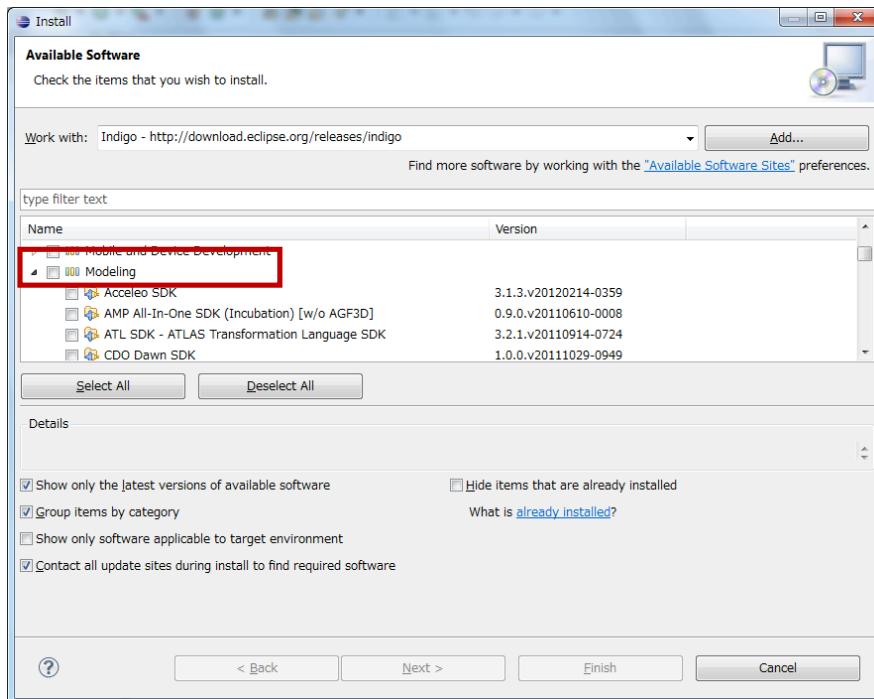 Install
Available Software
Check the items that you wish to install.
Work with: Indigo - http://download.eclipse.org/releases/indigo Add...
Find more software by working with the "Available Software Sites" preferences.
type filter text
Name Version
Mobile and Device Development
Modeling
Acceleo SDK 3.1.3.v20120214-0359
AMP All-In-One SDK (Incubation) [w/o AGF3D] 0.9.0.v20110610-0008
ATL SDK - ATLAS Transformation Language SDK 3.2.1.v20110914-0724
CDO Dawn SDK 1.0.0.v20111029-0949
Select All Deselect All
Details
Show only the latest versions of available software Hide items that are already installed
Group items by category What is already installed?
Show only software applicable to target environment
Contact all update sites during install to find required software
? < Back Next > Finish Cancel